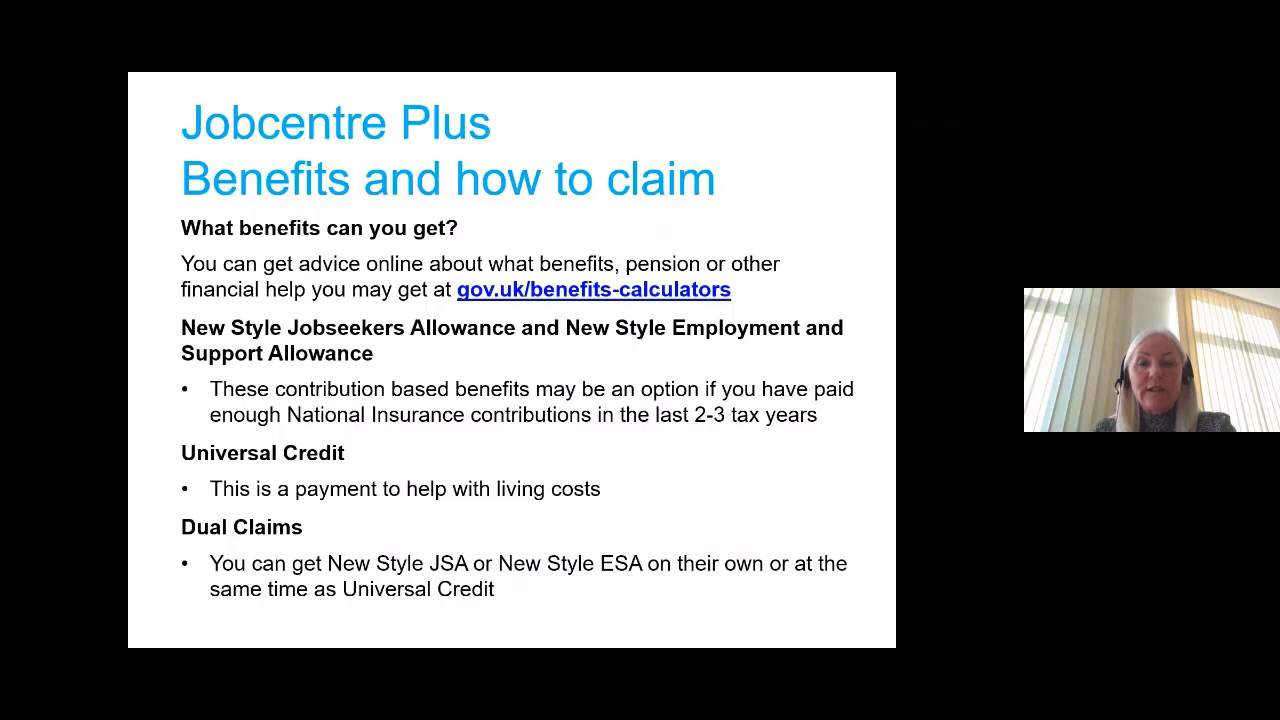 Jobcentre Plus
Benefits and how to claim
What benefits can you get?
You can get advice online about what benefits, pension or other
financial help you may get at gov.uk/benefits-calculators
New Style Jobseekers Allowance and New Style Employment and
Support Allowance
• These contribution based benefits may be an option if you have paid
enough National Insurance contributions in the last 2-3 tax years
Universal Credit
• This is a payment to help with living costs
Dual Claims
• You can get New Style JSA or New Style ESA on their own or at the
same time as Universal Credit